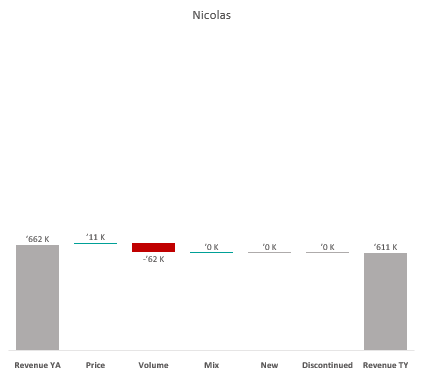 Nicolas
'662 K
'11 K
-'62 K
'0 K
'0 K
'0 K
'611 K
Revenue YA Price Volume Mix New Discontinued Revenue TY